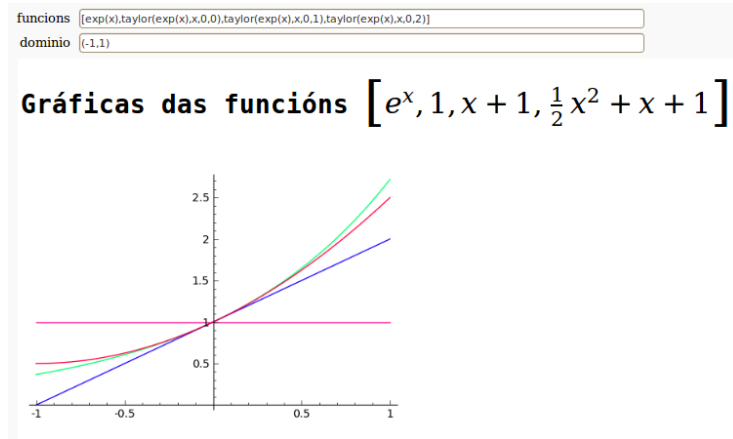 funcions [exp(x),taylor(exp(x),x,0,0),taylor(exp(x),x,0,1),taylor(exp(x),x,0,2)]
dominio (-1,1)
Gráficas das funcións [eˣ, 1, x + 1, ½ x² + x + 1]
2.5
2
1.5
1
0.5
-1 -0.5 0.5 1